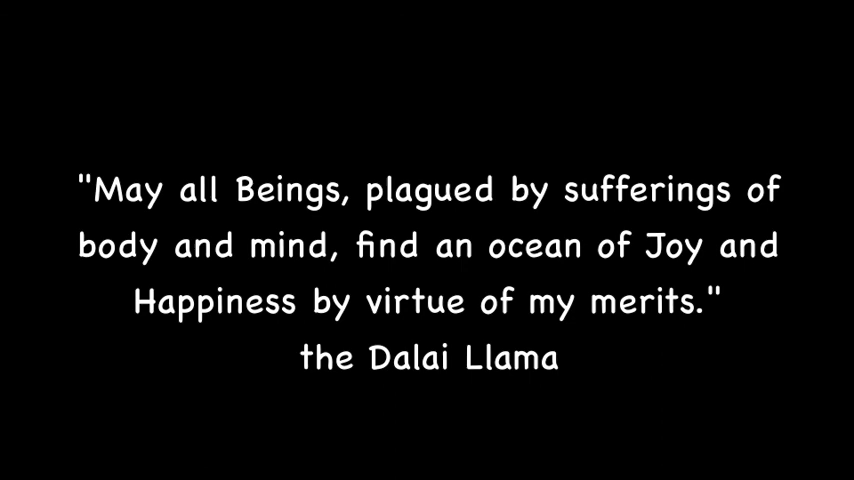 "May all Beings, plagued by sufferings of
body and mind, find an ocean of Joy and
Happiness by virtue of my merits."
the Dalai Llama